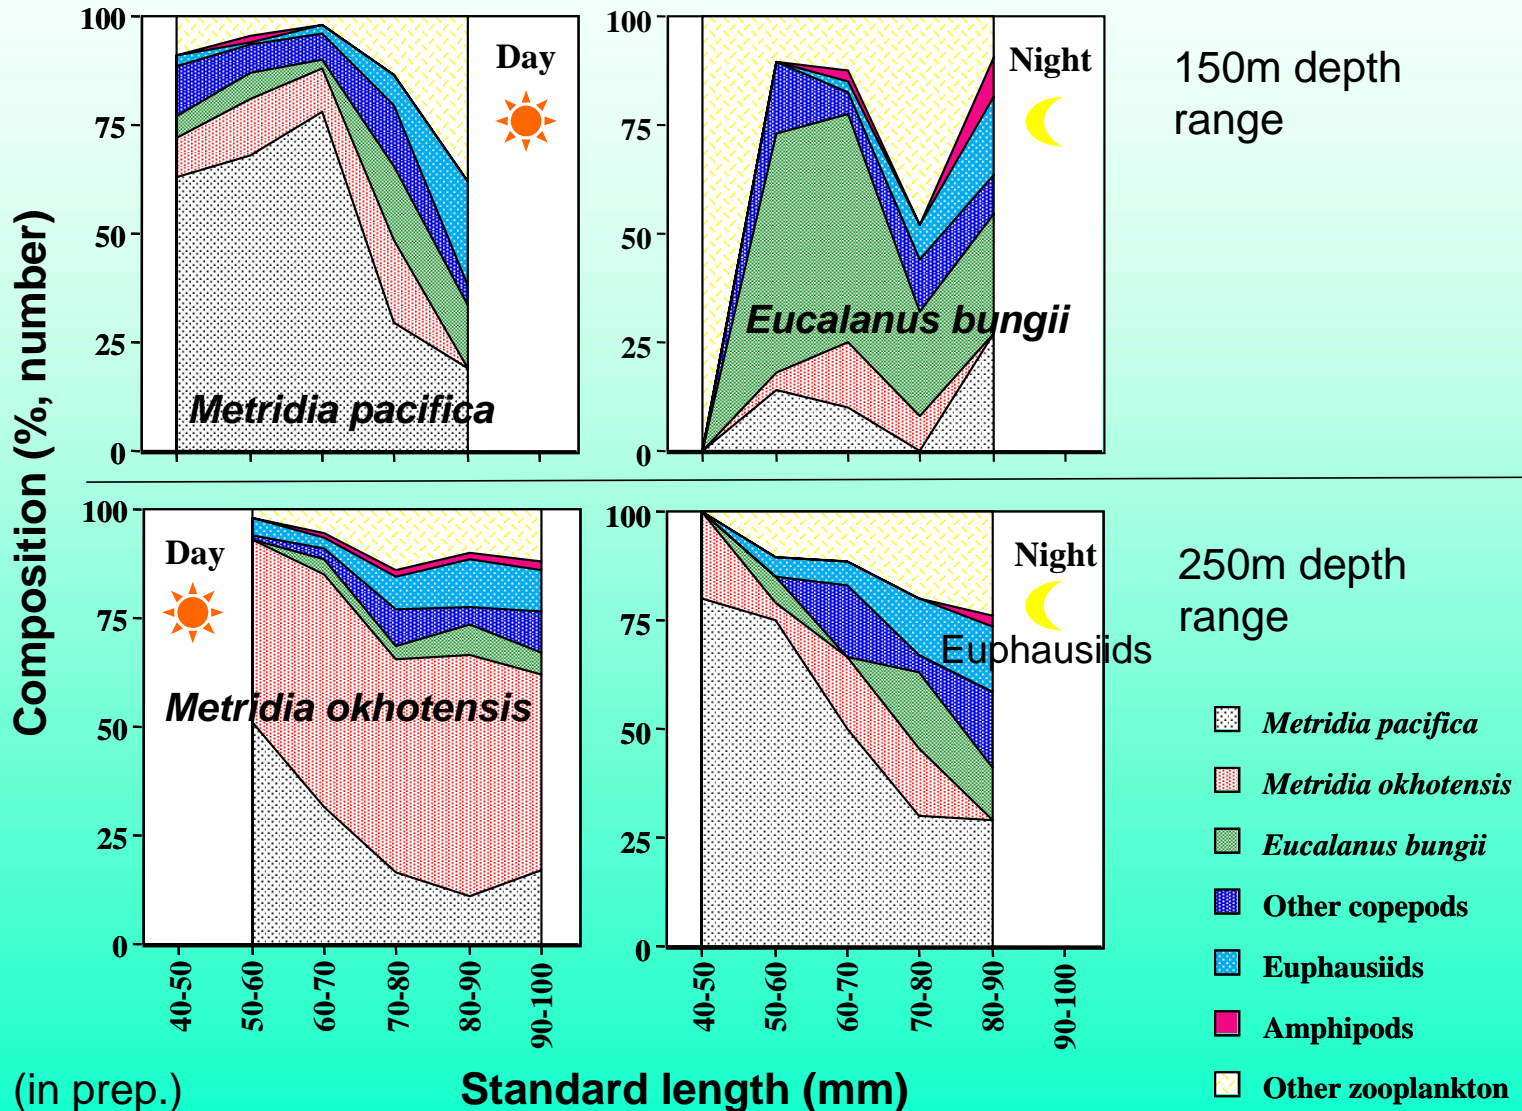 100
75
50
25
0
Day
Metridia pacifica
100
75
50
25
0
Night
Eucalanus bungii
150m depth
range
Composition (%, number)
100
75
50
25
0
Day
Metridia okhotensis
40-50
50-60
60-70
70-80
80-90
90-100
100
75
50
25
0
Night
Euphausiids
40-50
50-60
60-70
70-80
80-90
90-100
250m depth
range
Metridia pacifica
Metridia okhotensis
Eucalanus bungii
Other copepods
Euphausiids
Amphipods
Other zooplankton
(in prep.)
Standard length (mm)